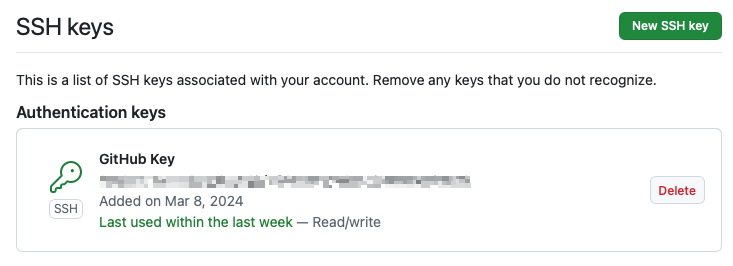 SSH keys
New SSH key
This is a list of SSH keys associated with your account. Remove any keys that you do not recognize.
Authentication keys
GitHub Key
Added on Mar 8, 2024
SSH
Last used within the last week — Read/write
Delete